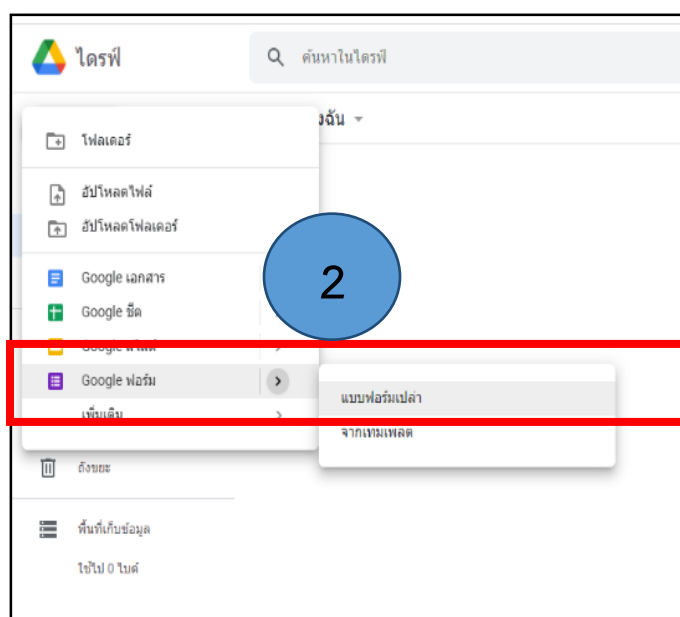 ไดรฟ์
ค้นหาในไดรฟ์
งฉัน
โฟลเดอร์
อัปโหลดไฟล์
อัปโหลดโฟลเดอร์
Google เอกสาร
2
Google ชีต
Google สไลด์
Google ฟอร์ม
แบบฟอร์มเปล่า
เพิ่มเติม
จากเทมเพลต
ถังขยะ
พื้นที่เก็บข้อมูล
ใช้ไป 0 ไบต์